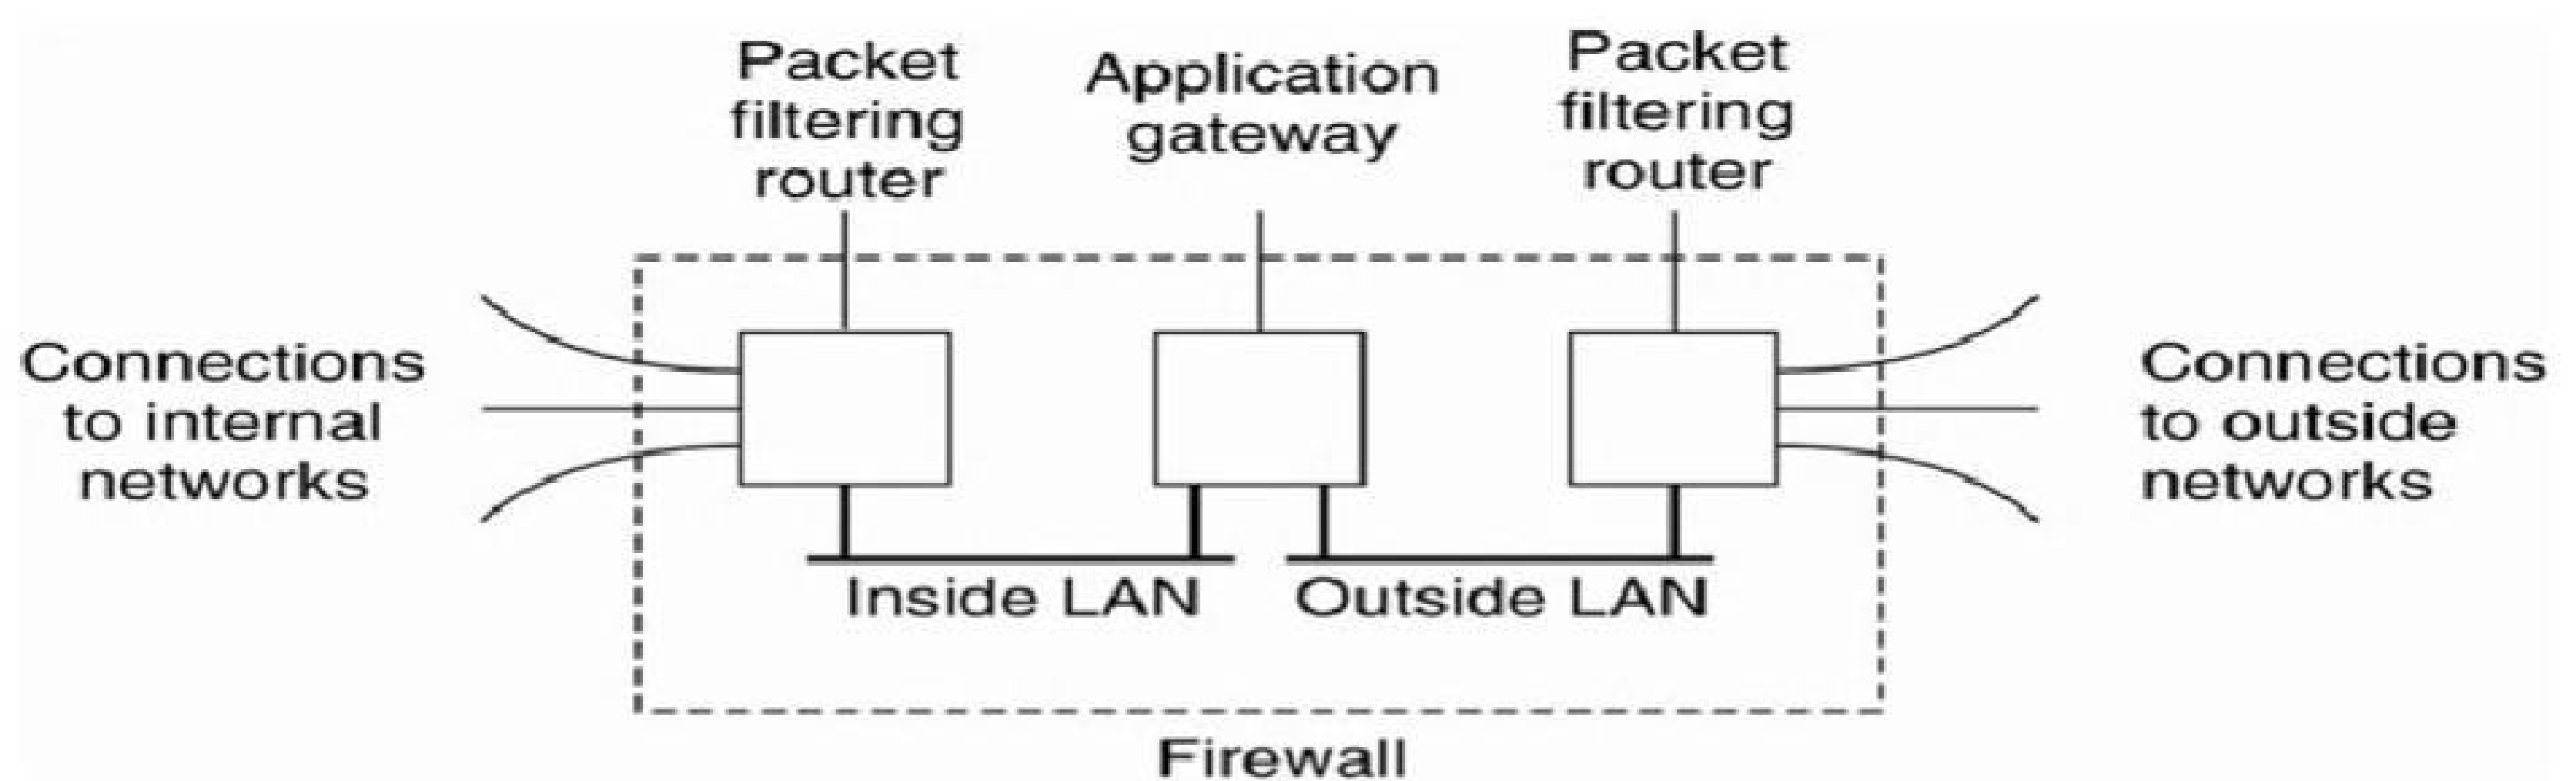 Packet
filtering
router
Application
gateway
Packet
filtering
router
Connections
to internal
networks
Connections
to outside
networks
Inside LAN
Outside LAN
Firewall